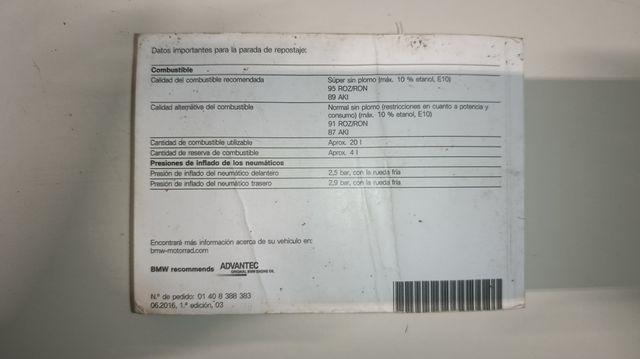 Datos importantes para la parada de repostaje:
Combustible
Calidad del combustible recomendada Súper sin plomo (máx. 10 % etanol, E10)
95 ROZ/RON
89 AKI
Calidad alternativa del combustible Normal sin plomo (restricciones en cuanto a potencia y
consumo) (máx. 10 % etanol, E10)
91 ROZ/RON
87 AKI
Cantidad de combustible utilizable Aprox. 20 l
Cantidad de reserva de combustible Aprox. 4 l
Presiones de inflado de los neumáticos
Presión de inflado del neumático delantero 2,5 bar, con la rueda fría
Presión de inflado del neumático trasero 2,9 bar, con la rueda fría
Encontrará más información acerca de su vehículo en:
bmw-motorrad.com
BMW recommends ADVANTEC
ORIGINAL BMW ENGINE OIL
N.º de pedido: 01 40 8 388 383
06.2016, 1.ª edición, 03